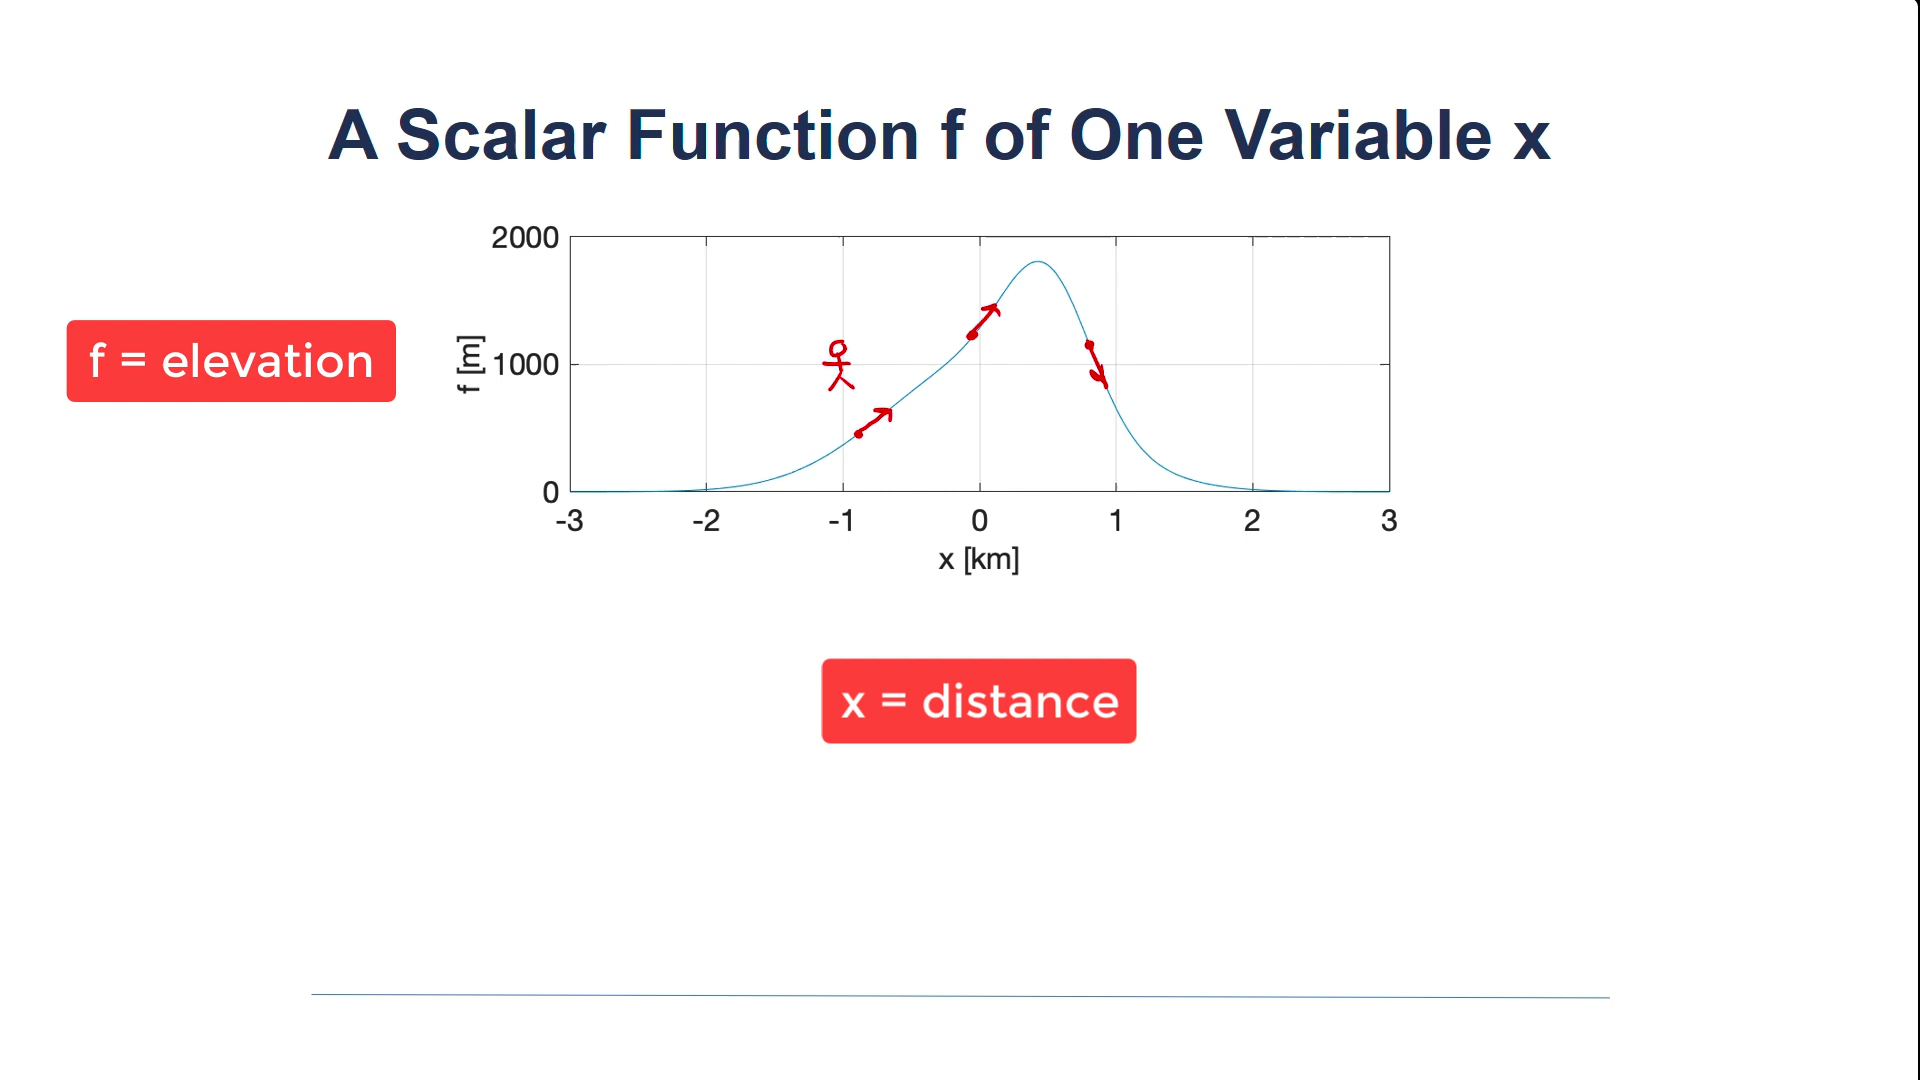 A Scalar Function f of One Variable x
2000
f = elevation
f [m]
1000
0
-3 -2 -1 0 1 2 3
x [km]
x = distance